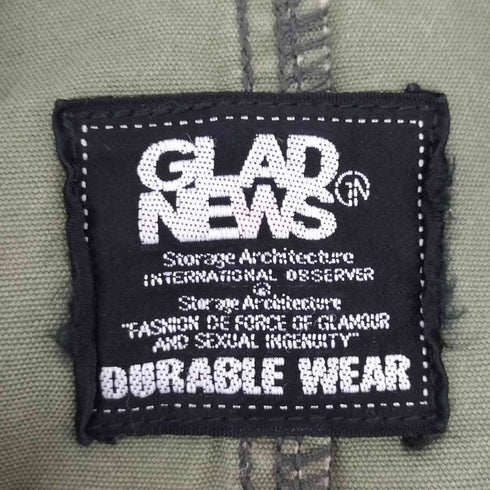 GLAD
NEWS
Storage Architecture
INTERNATIONAL OBSERVER
Storage Architecture
"FASHION DE FORCE OF GLAMOUR
AND SEXUAL INGENUITY"
DURABLE WEAR